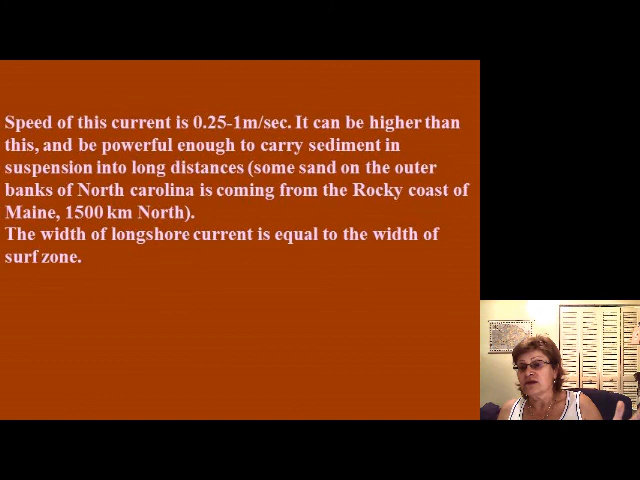 Speed of this current is 0.25-1m/sec. It can be higher than
this, and be powerful enough to carry sediment in
suspension into long distances (some sand on the outer
banks of North carolina is coming from the Rocky coast of
Maine, 1500 km North).
The width of longshore current is equal to the width of
surf zone.